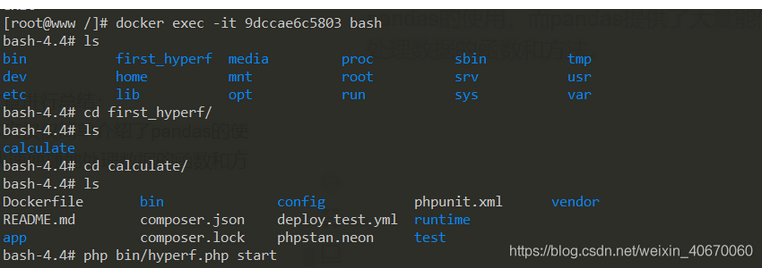 [root@www /]# docker exec -it 9dccae6c5803 bash
bash-4.4# ls
bin first_hyperf media proc sbin tmp
dev home mnt root srv usr
etc lib opt run sys var
bash-4.4# cd first_hyperf/
bash-4.4# ls
calculate
bash-4.4# cd calculate/
bash-4.4# ls
Dockerfile bin config phpunit.xml vendor
README.md composer.json deploy.test.yml runtime
app composer.lock phpstan.neon test
bash-4.4# php bin/hyperf.php start
https://blog.csdn.net/weixin_40670060